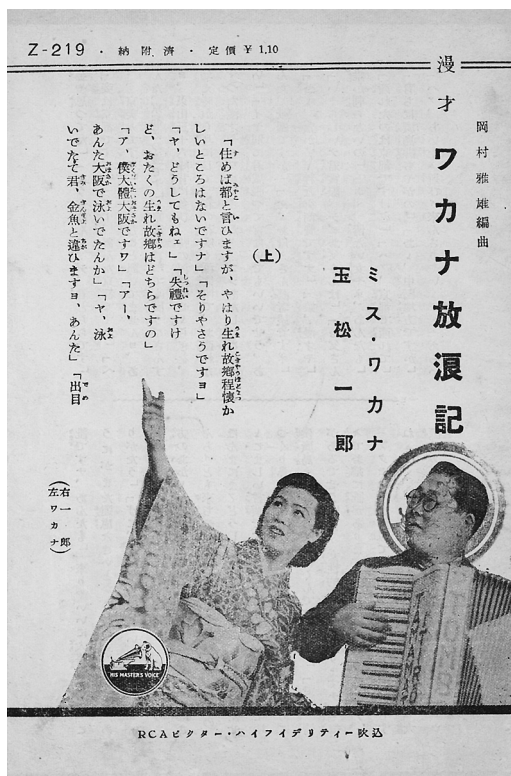 Z-219 ・ 納附済 ・ 定價 ¥1.10
岡村雅雄編曲
漫才 ワカナ放浪記
ミス・ワカナ
玉松一郎
(上)
「住めば都と言ひますが、やはり生れ故郷程懐か
しいところはないですナ」「そりやさうですヨ」
「ヤ、どうしてもねェ」「失禮ですけ
ど、おたくの生れ故郷はどちらですの」
「ア、僕大體大阪ですワ」「アー、
あんた大阪で泳いでたんか」「ヤ、泳
いでたて君、金魚と違ひますヨ、あんた」「出目
(右 一郎
左 ワカナ)
HIS MASTER'S VOICE
RCAビクター・ハイフイデリティー吹込